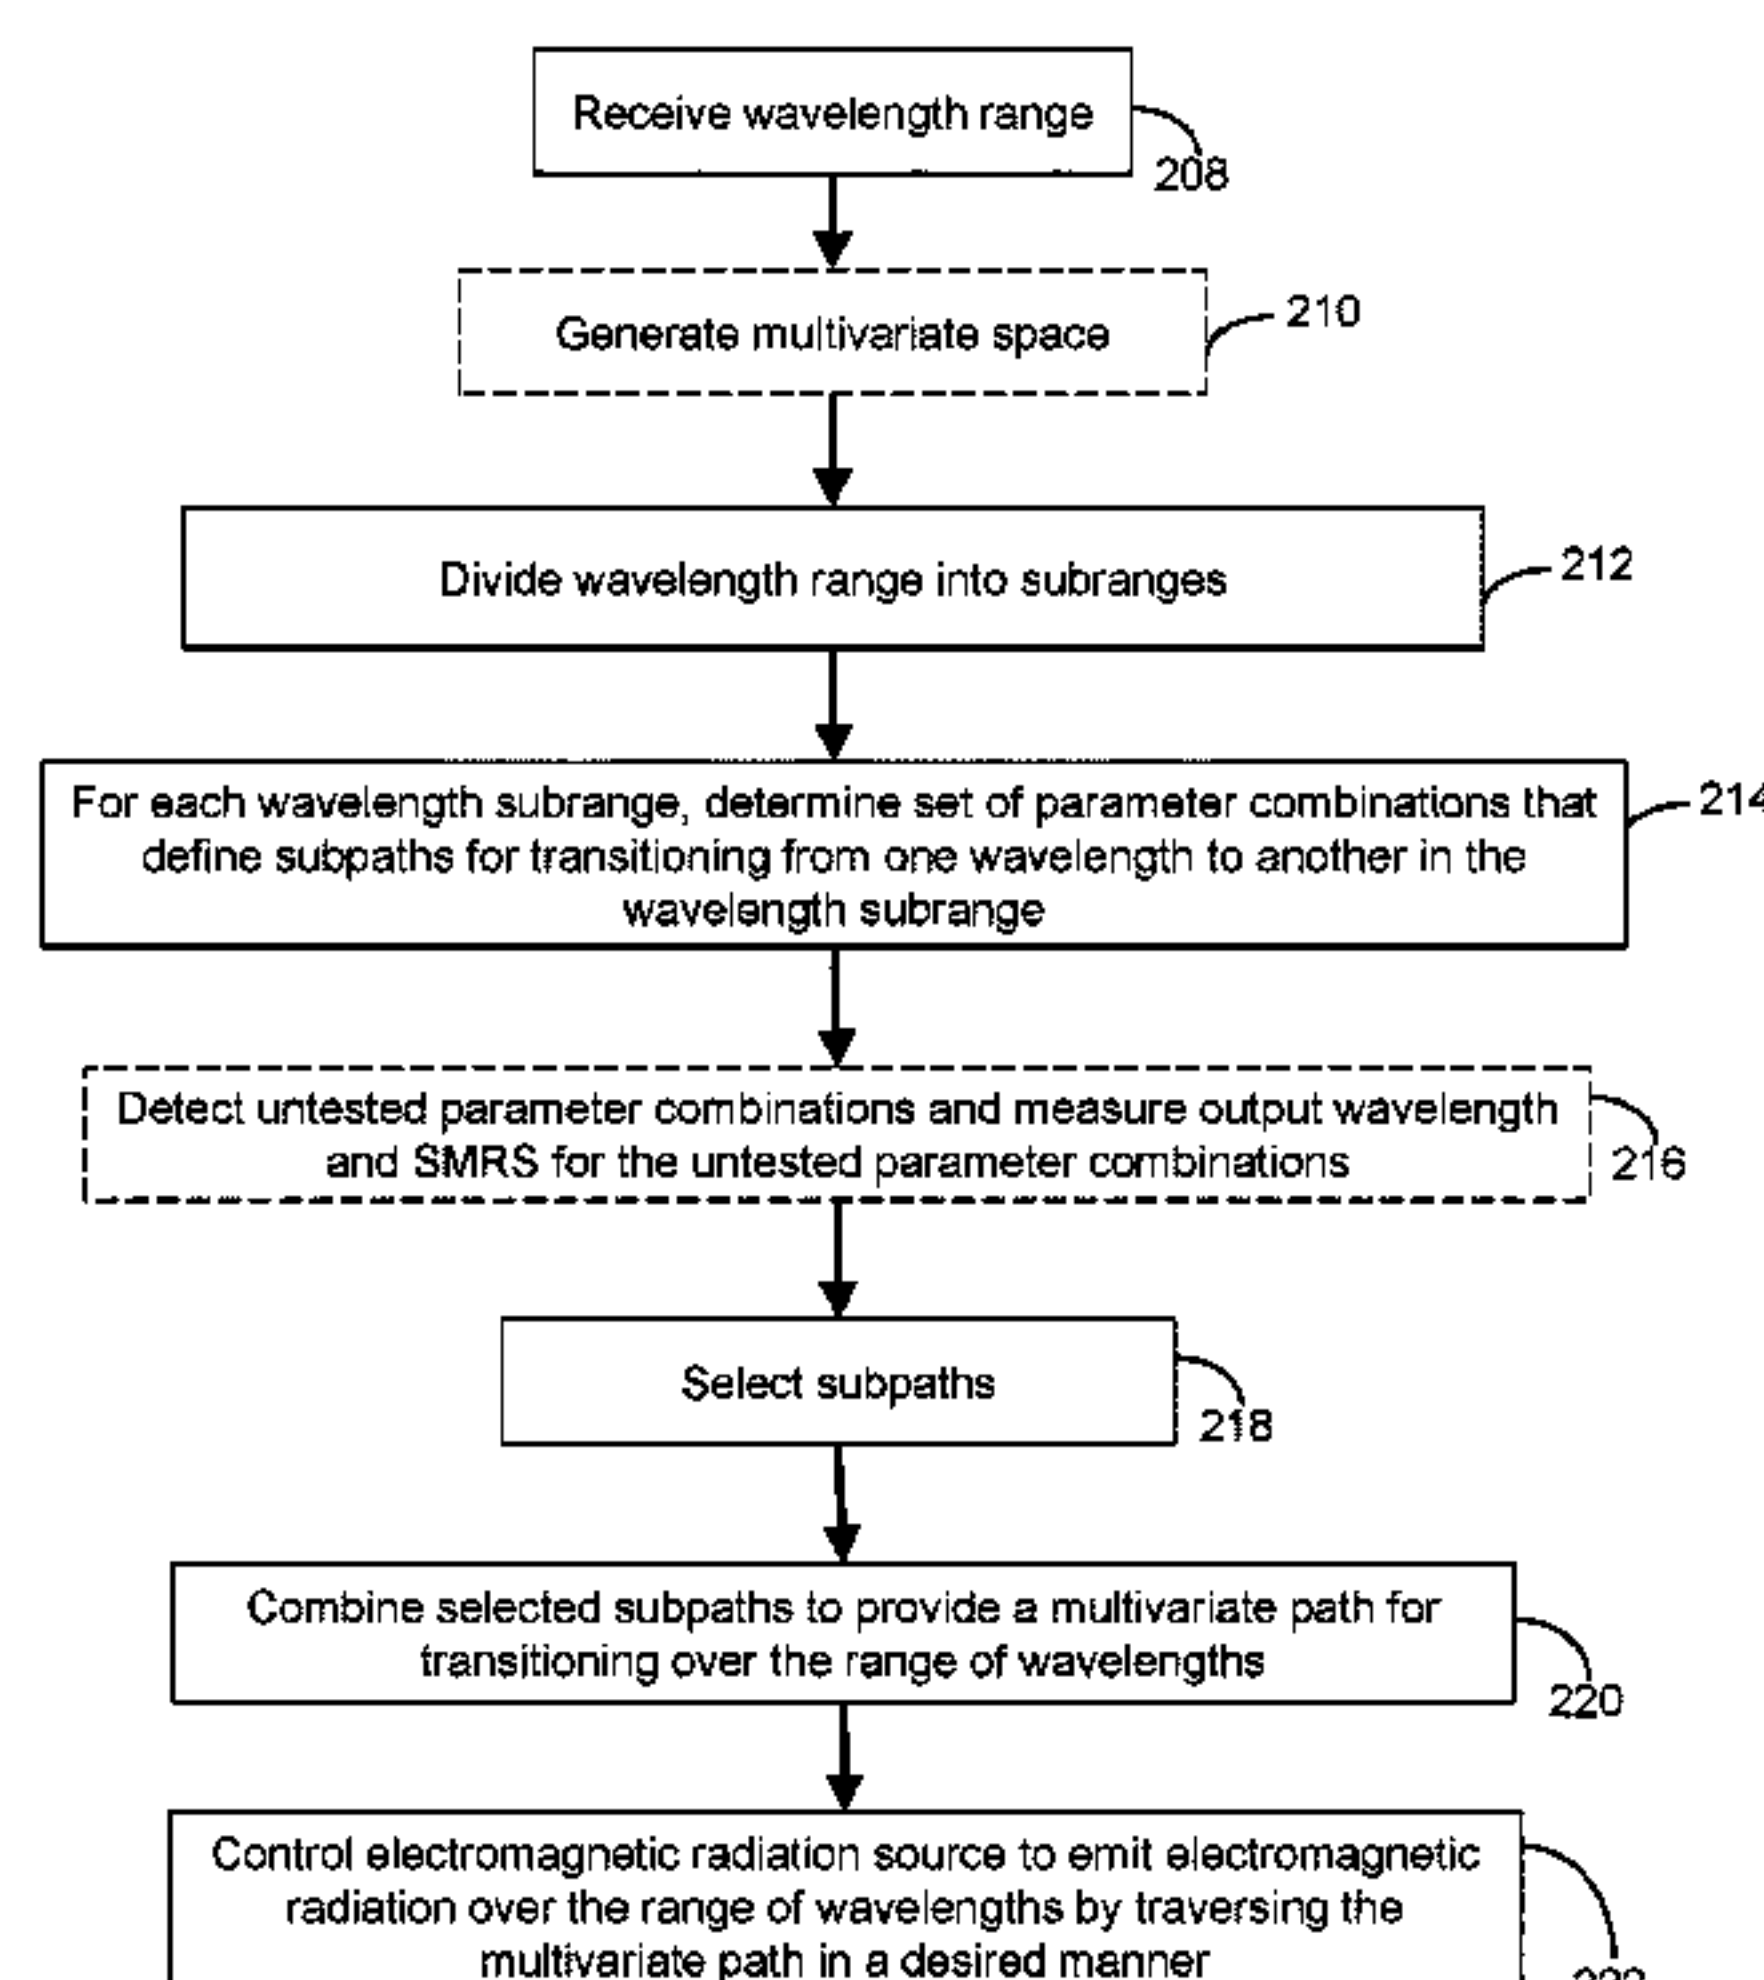 Receive wavelength range
208
Generate multivariate space
210
Divide wavelength range into subranges
212
For each wavelength subrange, determine set of parameter combinations that
define subpaths for transitioning from one wavelength to another in the
wavelength subrange
214
Detect untested parameter combinations and measure output wavelength
and SMRS for the untested parameter combinations
216
Select subpaths
218
Combine selected subpaths to provide a multivariate path for
transitioning over the range of wavelengths
220
Control electromagnetic radiation source to emit electromagnetic
radiation over the range of wavelengths by traversing the
multivariate path in a desired manner